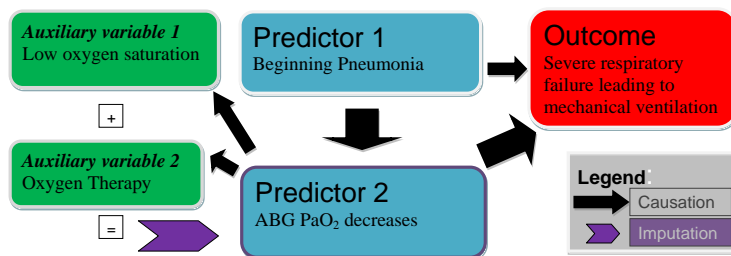 Auxiliary variable 1
Low oxygen saturation
+
Auxiliary variable 2
Oxygen Therapy
=
Predictor 1
Beginning Pneumonia
Predictor 2
ABG PaO₂ decreases
Outcome
Severe respiratory
failure leading to
mechanical ventilation
Legend:
Causation
Imputation